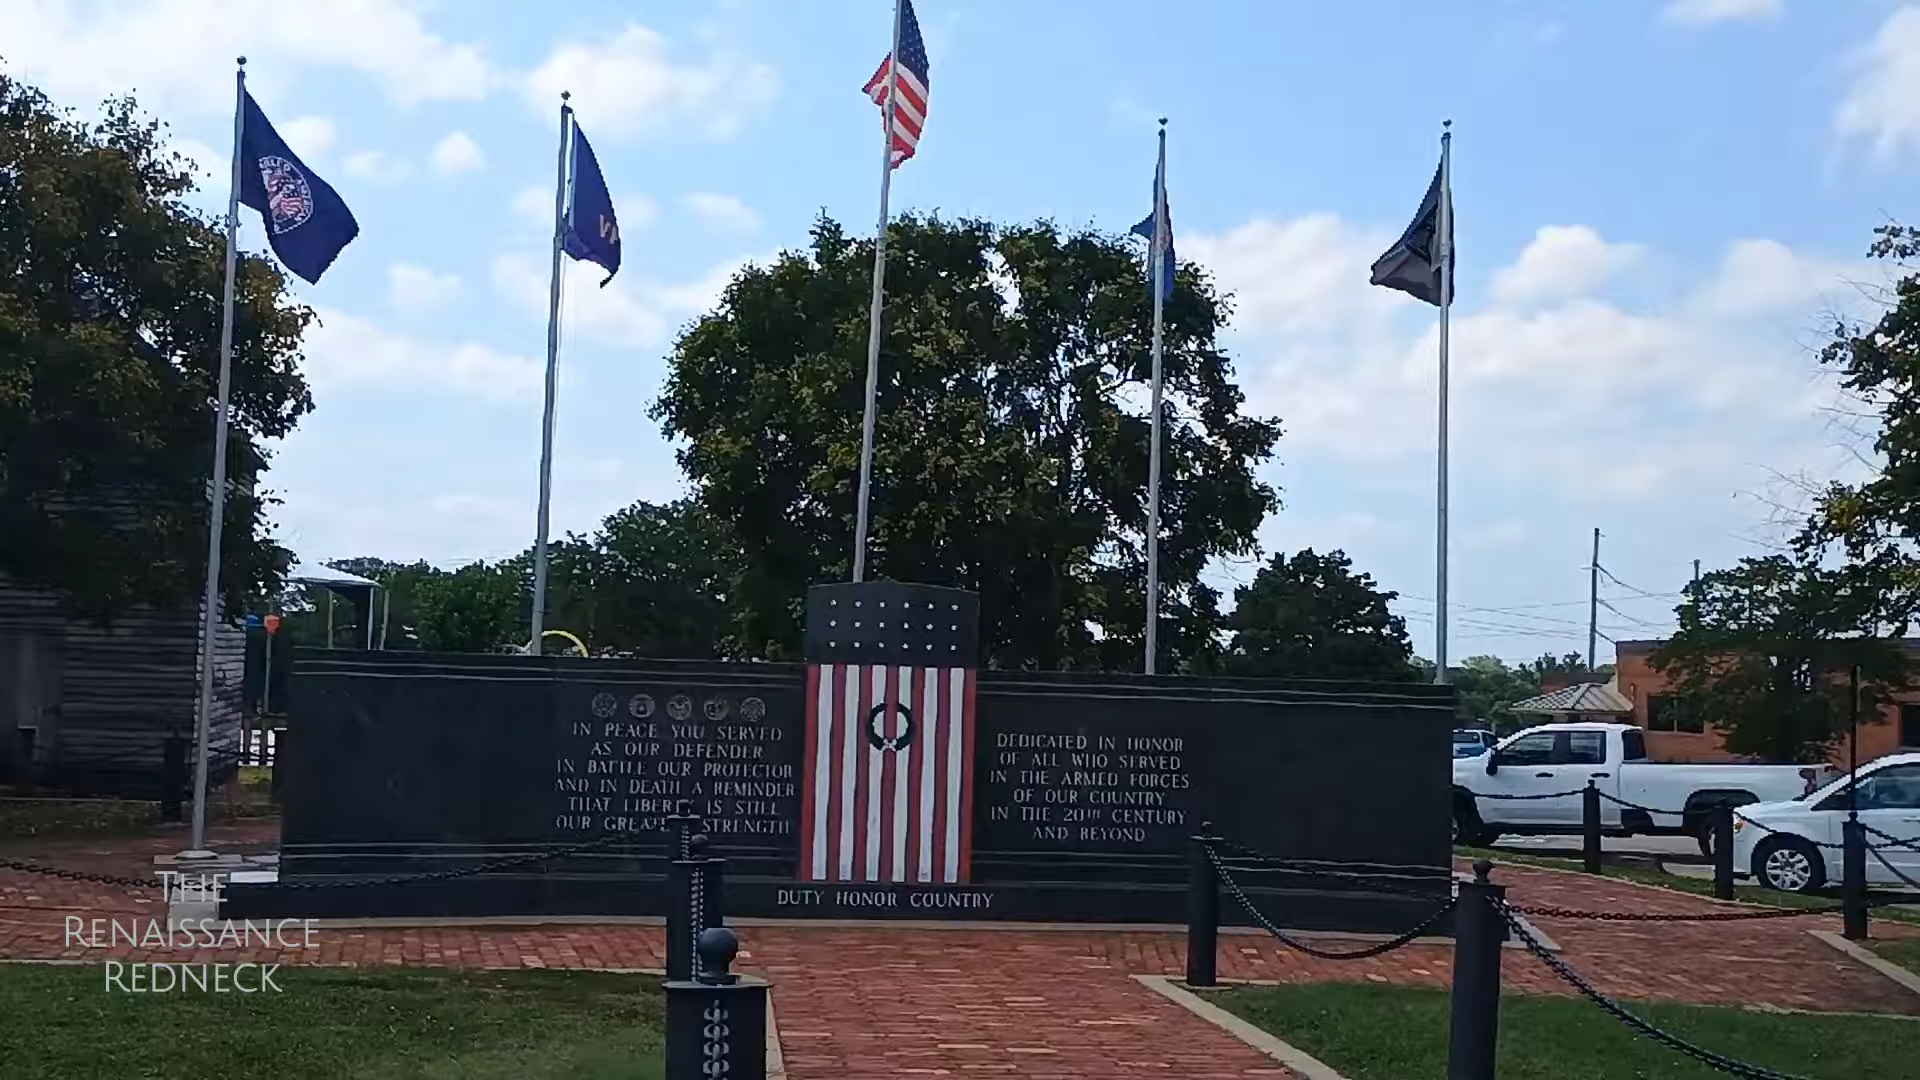 IN PEACE YOU SERVED
AS OUR DEFENDER
IN BATTLE OUR PROTECTOR
AND IN DEATH A REMINDER
THAT LIBERTY IS STILL
OUR STRENGTH
DEDICATED IN HONOR
OF ALL WHO SERVED
IN THE ARMED FORCES
OF OUR COUNTRY
IN THE 20TH CENTURY
AND BEYOND
DUTY HONOR COUNTRY
THE
RENAISSANCE
REDNECK